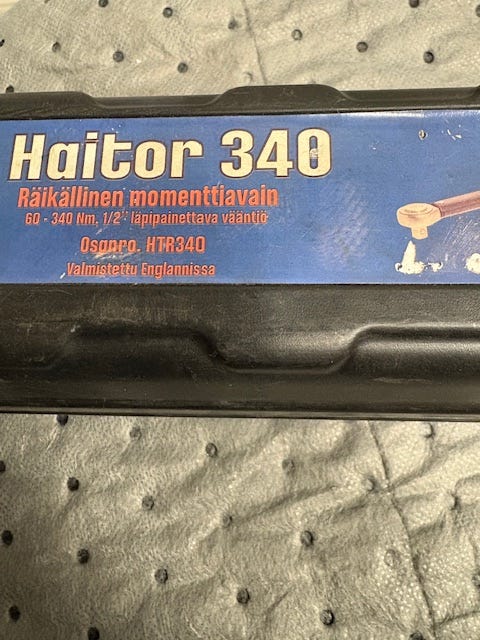 Haitor 340
Räikällinen momenttiavain
60 - 340 Nm, 1/2" läpipainettava vääntiö
Osanro. HTR340
Valmistettu Englannissa